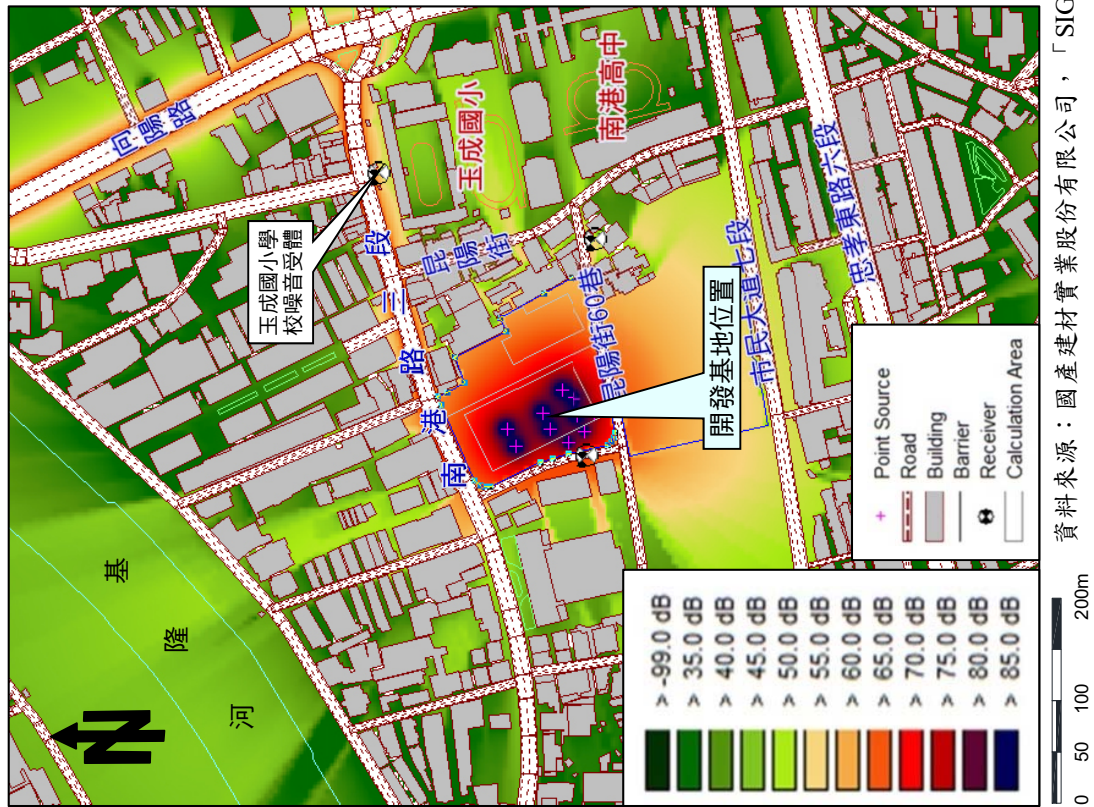 向陽路
玉成國小學
校噪音受體
玉成國小
南港高中
昆陽街
南港路三段
昆陽街60巷
開發基地位置
市民大道七段
忠孝東路六段
基隆河
N
> -99.0 dB
> 35.0 dB
> 40.0 dB
> 45.0 dB
> 50.0 dB
> 55.0 dB
> 60.0 dB
> 65.0 dB
> 70.0 dB
> 75.0 dB
> 80.0 dB
> 85.0 dB
Point Source
Road
Building
Barrier
Receiver
Calculation Area
0 50 100 200m
資料來源：國產建材實業股份有限公司，「SIG